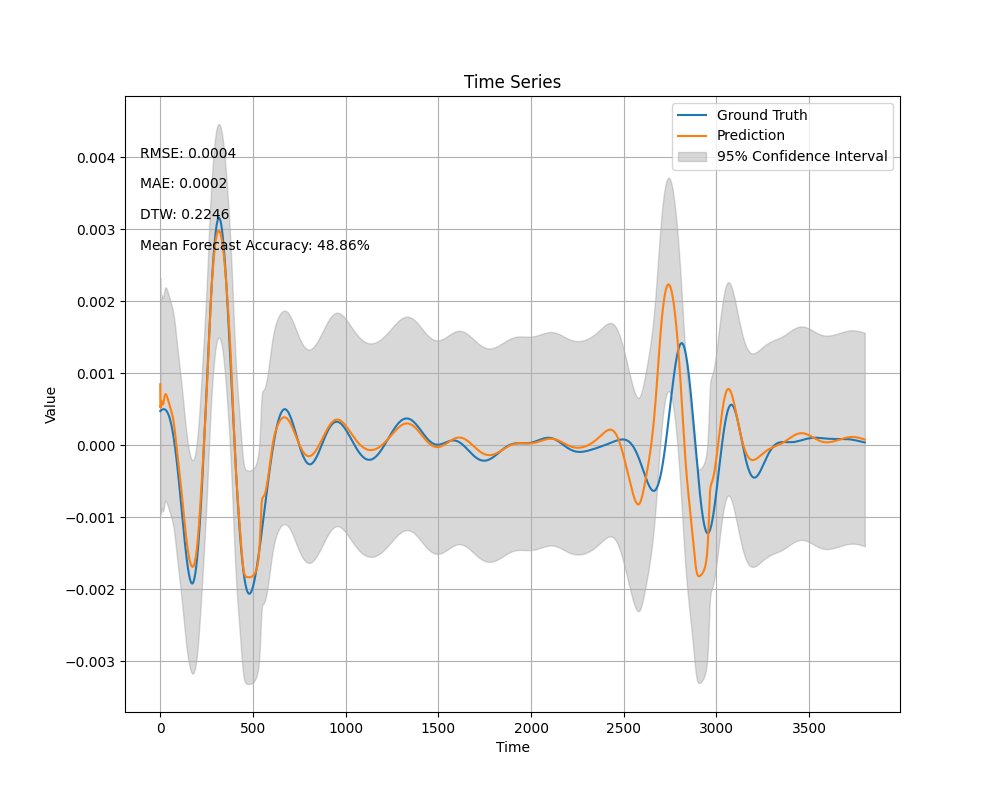 Time Series
Ground Truth
Prediction
95% Confidence Interval
RMSE: 0.0004
MAE: 0.0002
DTW: 0.2246
Mean Forecast Accuracy: 48.86%
Value
0.004
0.003
0.002
0.001
0.000
−0.001
−0.002
−0.003
0 500 1000 1500 2000 2500 3000 3500
Time